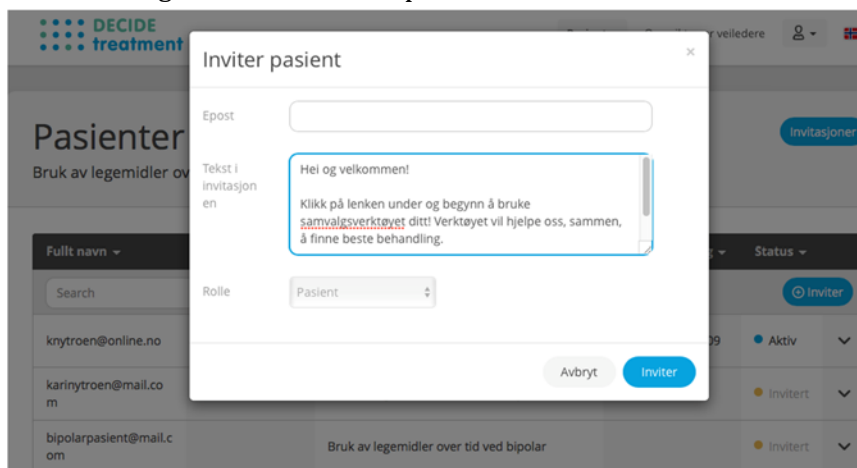 DECIDE
treatment
veiledere
Inviter pasient
×
Epost
Pasienter
Invitasjoner
Bruk av legemidler ov
Tekst i
invitasjon
en
Hei og velkommen!
Klikk på lenken under og begynn å bruke
samvalgsverktøyet ditt! Verktøyet vil hjelpe oss, sammen,
å finne beste behandling.
Fullt navn
Status
Rolle
Pasient
Search
Inviter
knytroen@online.no
09
Aktiv
Avbryt
Inviter
karinytroen@mail.co
m
Invitert
bipolarpasient@mail.c
om
Bruk av legemidler over tid ved bipolar
Invitert